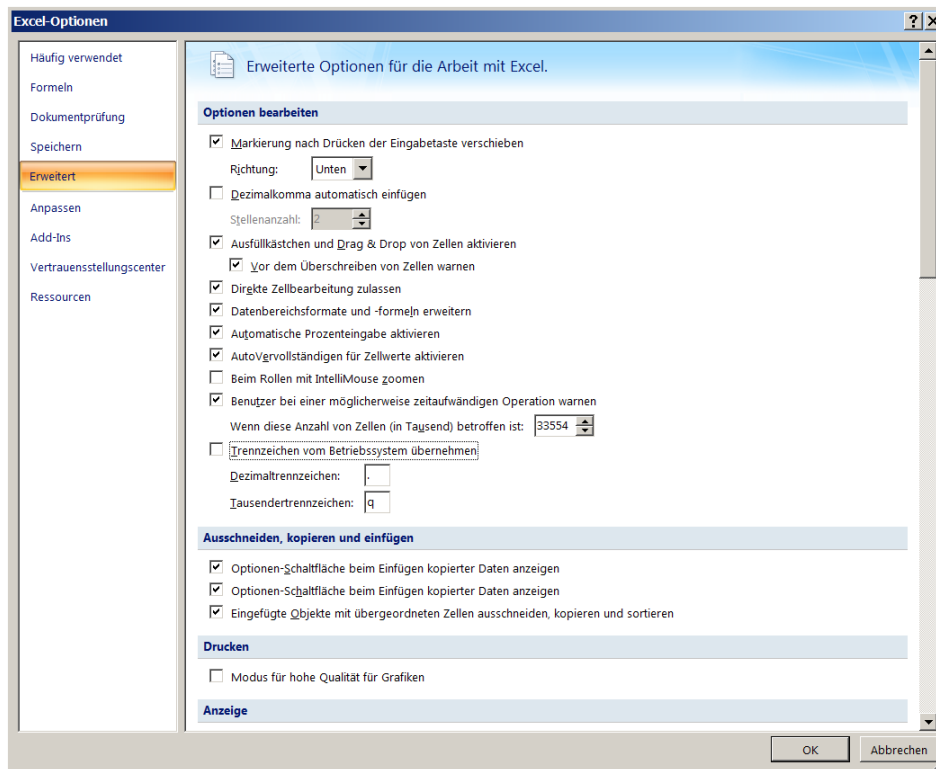 Excel-Optionen
Häufig verwendet
Formeln
Dokumentprüfung
Speichern
Erweitert
Anpassen
Add-Ins
Vertrauensstellungscenter
Ressourcen
Erweiterte Optionen für die Arbeit mit Excel.
Optionen bearbeiten
Markierung nach Drücken der Eingabetaste verschieben
Richtung: Unten
Dezimalkomma automatisch einfügen
Stellenanzahl: 2
Ausfüllkästchen und Drag & Drop von Zellen aktivieren
Vor dem Überschreiben von Zellen warnen
Direkte Zellbearbeitung zulassen
Datenbereichsformate und -formeln erweitern
Automatische Prozenteingabe aktivieren
AutoVervollständigen für Zellwerte aktivieren
Beim Rollen mit IntelliMouse zoomen
Benutzer bei einer möglicherweise zeitaufwändigen Operation warnen
Wenn diese Anzahl von Zellen (in Tausend) betroffen ist: 33554
Trennzeichen vom Betriebssystem übernehmen
Dezimaltrennzeichen: .
Tausendertrennzeichen: q
Ausschneiden, kopieren und einfügen
Optionen-Schaltfläche beim Einfügen kopierter Daten anzeigen
Optionen-Schaltfläche beim Einfügen kopierter Daten anzeigen
Eingefügte Objekte mit übergeordneten Zellen ausschneiden, kopieren und sortieren
Drucken
Modus für hohe Qualität für Grafiken
Anzeige
OK
Abbrechen